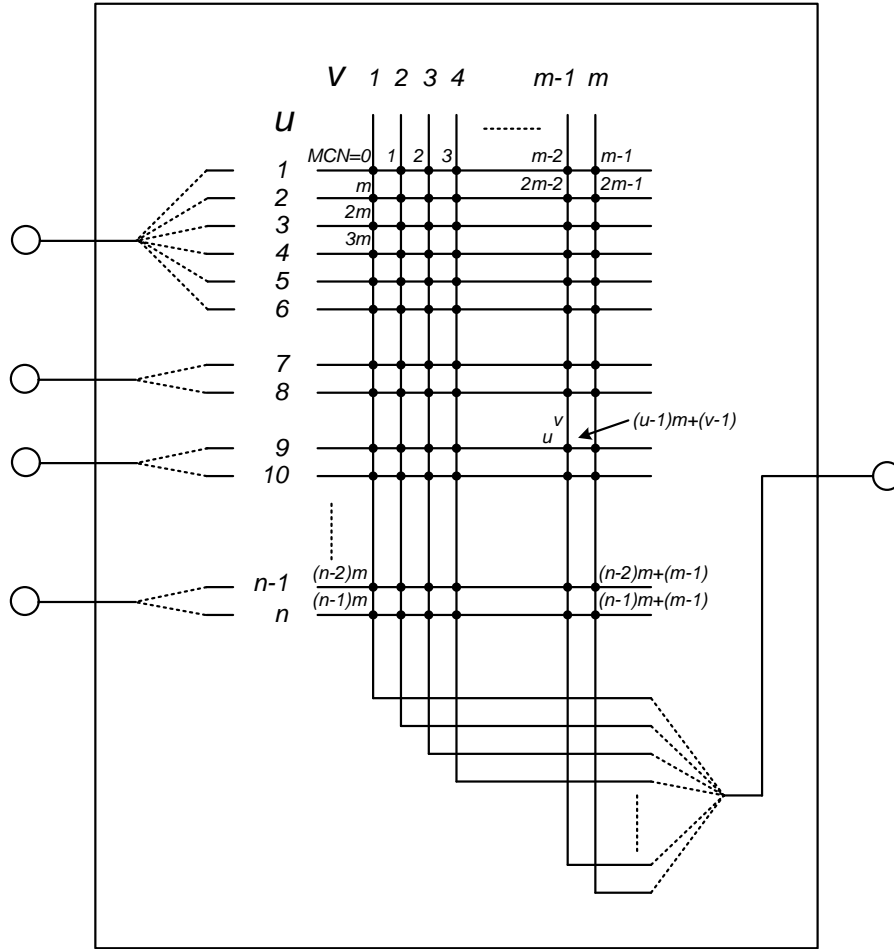 v 1 2 3 4 m-1 m
u
MCN=0 1 2 3 m-2 m-1
1
m 2m-2 2m-1
2
2m
3
3m
4
5
6
7
8
v
(u-1)m+(v-1)
u
9
10
(n-2)m (n-2)m+(m-1)
n-1
(n-1)m (n-1)m+(m-1)
n